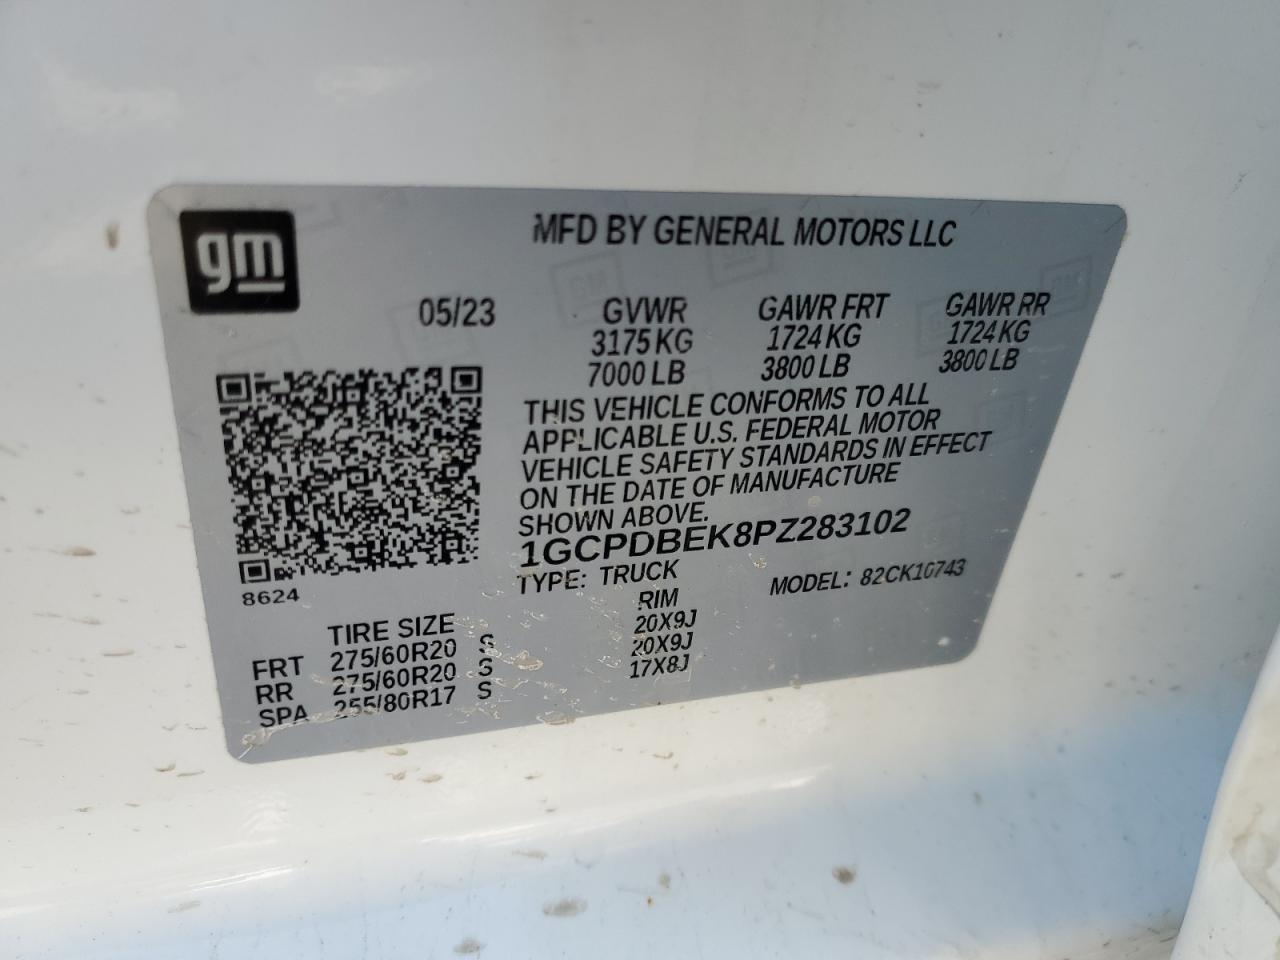 gm
MFD BY GENERAL MOTORS LLC
05/23 GVWR GAWR FRT GAWR RR
3175 KG 1724 KG 1724 KG
7000 LB 3800 LB 3800 LB
THIS VEHICLE CONFORMS TO ALL
APPLICABLE U.S. FEDERAL MOTOR
VEHICLE SAFETY STANDARDS IN EFFECT
ON THE DATE OF MANUFACTURE
SHOWN ABOVE.
1GCPDBEK8PZ283102
TYPE: TRUCK MODEL: 82CK10743
8624
TIRE SIZE RIM
FRT 275/60R20 S 20X9J
RR 275/60R20 S 20X9J
SPA 255/80R17 S 17X8J